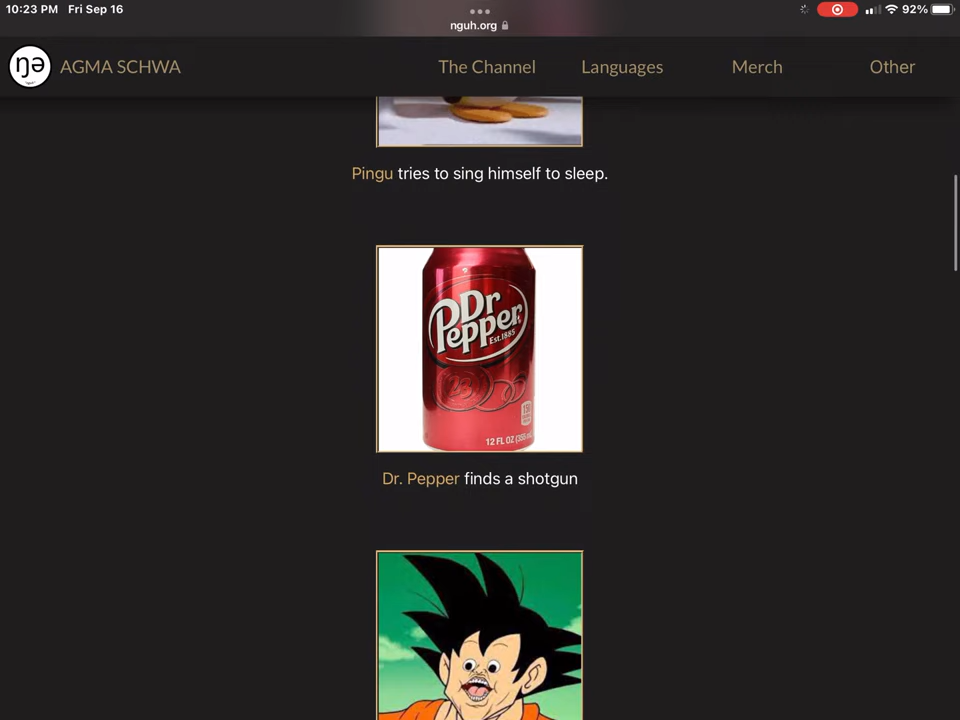 10:23 PM Fri Sep 16
92%
nguh.org
ŋə
AGMA SCHWA
The Channel
Languages
Merch
Other
Pingu tries to sing himself to sleep.
Dr
Pepper
Est.1885
23
12 FL OZ (355
Dr. Pepper finds a shotgun